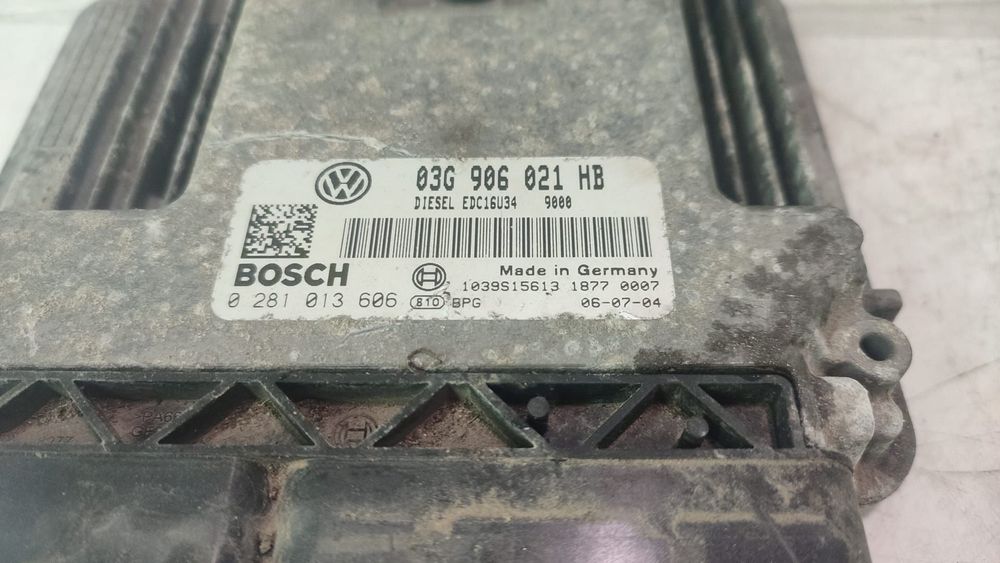 03G 906 021 HB
DIESEL EDC16U34 9000
BOSCH
Made in Germany
1039S15613 1877 0007
0 281 013 606 810 BPG 06-07-04